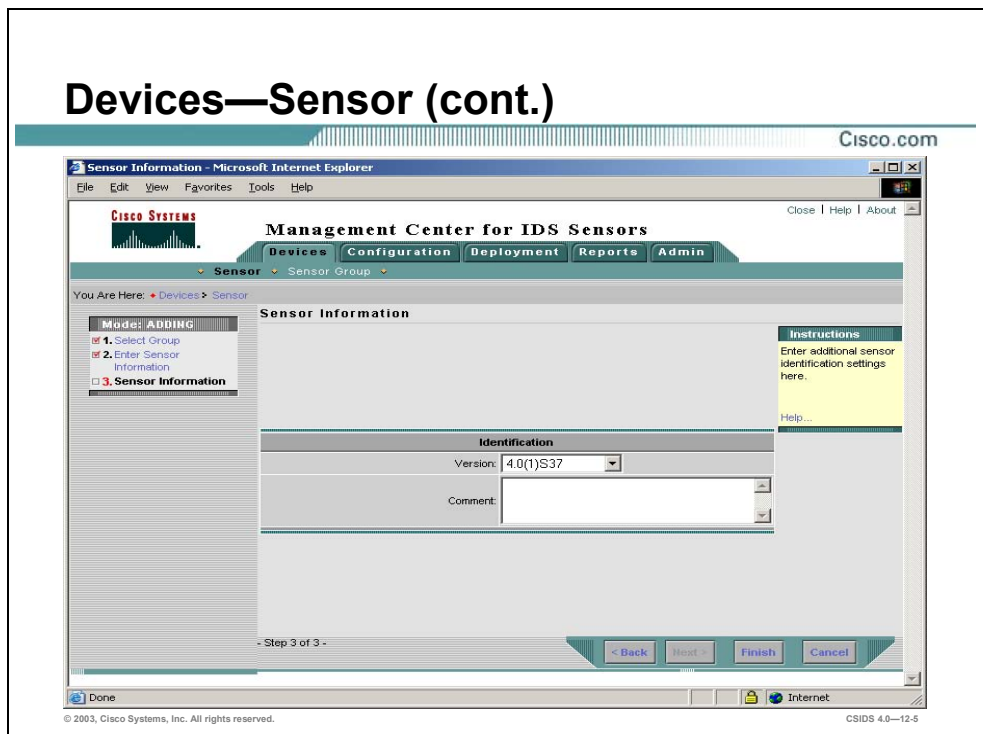 Devices—Sensor (cont.)
Cisco.com
Sensor Information - Microsoft Internet Explorer
File Edit View Favorites Tools Help
Close | Help | About
CISCO SYSTEMS
Management Center for IDS Sensors
Devices Configuration Deployment Reports Admin
Sensor Sensor Group
You Are Here: Devices > Sensor
Mode: ADDING
1. Select Group
2. Enter Sensor
Information
3. Sensor Information
Sensor Information
Instructions
Enter additional sensor
identification settings
here.
Help...
Identification
Version: 4.0(1)S37
Comment:
- Step 3 of 3 -
< Back Next > Finish Cancel
Done
Internet
© 2003, Cisco Systems, Inc. All rights reserved.
CSIDS 4.0—12-5